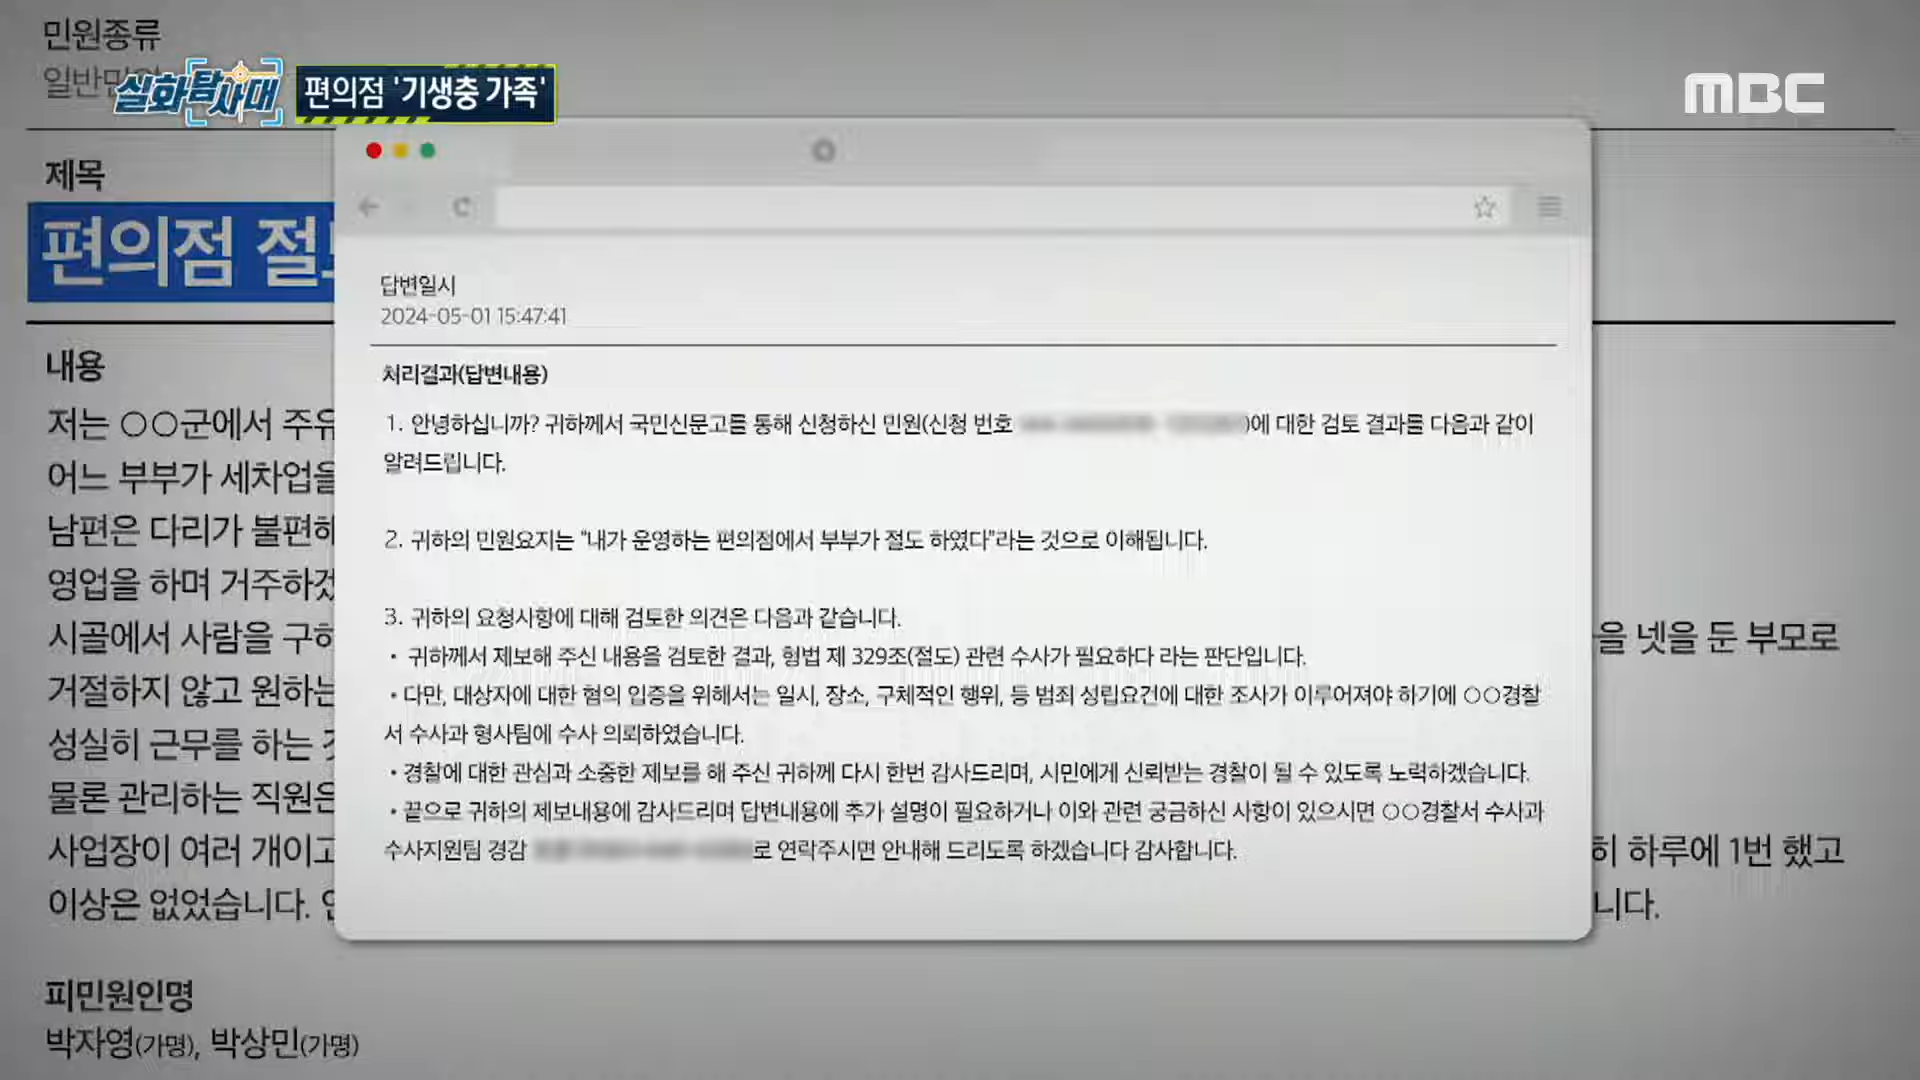 민원종류
일반민원
실화탐사대
편의점 '기생충 가족'
MBC
제목
편의점 절
내용
저는 ○○군에서 주유
어느 부부가 세차업을
남편은 다리가 불편해
영업을 하며 거주하겠
시골에서 사람을 구하
을 넷을 둔 부모로
거절하지 않고 원하는
성실히 근무를 하는
물론 관리하는 직원은
사업장이 여러 개이고
히 하루에 1번 했고
이상은 없었습니다.
니다.
피민원인명
박자영(가명), 박상민(가명)
답변일시
2024-05-01 15:47:41
처리결과(답변내용)
1. 안녕하십니까? 귀하께서 국민신문고를 통해 신청하신 민원(신청 번호 )에 대한 검토 결과를 다음과 같이
알려드립니다.
2. 귀하의 민원요지는 "내가 운영하는 편의점에서 부부가 절도 하였다"라는 것으로 이해됩니다.
3. 귀하의 요청사항에 대해 검토한 의견은 다음과 같습니다.
• 귀하께서 제보해 주신 내용을 검토한 결과, 형법 제 329조(절도) 관련 수사가 필요하다 라는 판단입니다.
• 다만, 대상자에 대한 혐의 입증을 위해서는 일시, 장소, 구체적인 행위, 등 범죄 성립요건에 대한 조사가 이루어져야 하기에 ○○경찰
서 수사과 형사팀에 수사 의뢰하였습니다.
• 경찰에 대한 관심과 소중한 제보를 해 주신 귀하께 다시 한번 감사드리며, 시민에게 신뢰받는 경찰이 될 수 있도록 노력하겠습니다.
• 끝으로 귀하의 제보내용에 감사드리며 답변내용에 추가 설명이 필요하거나 이와 관련 궁금하신 사항이 있으시면 ○○경찰서 수사과
수사지원팀 경감 로 연락주시면 안내해 드리도록 하겠습니다 감사합니다.